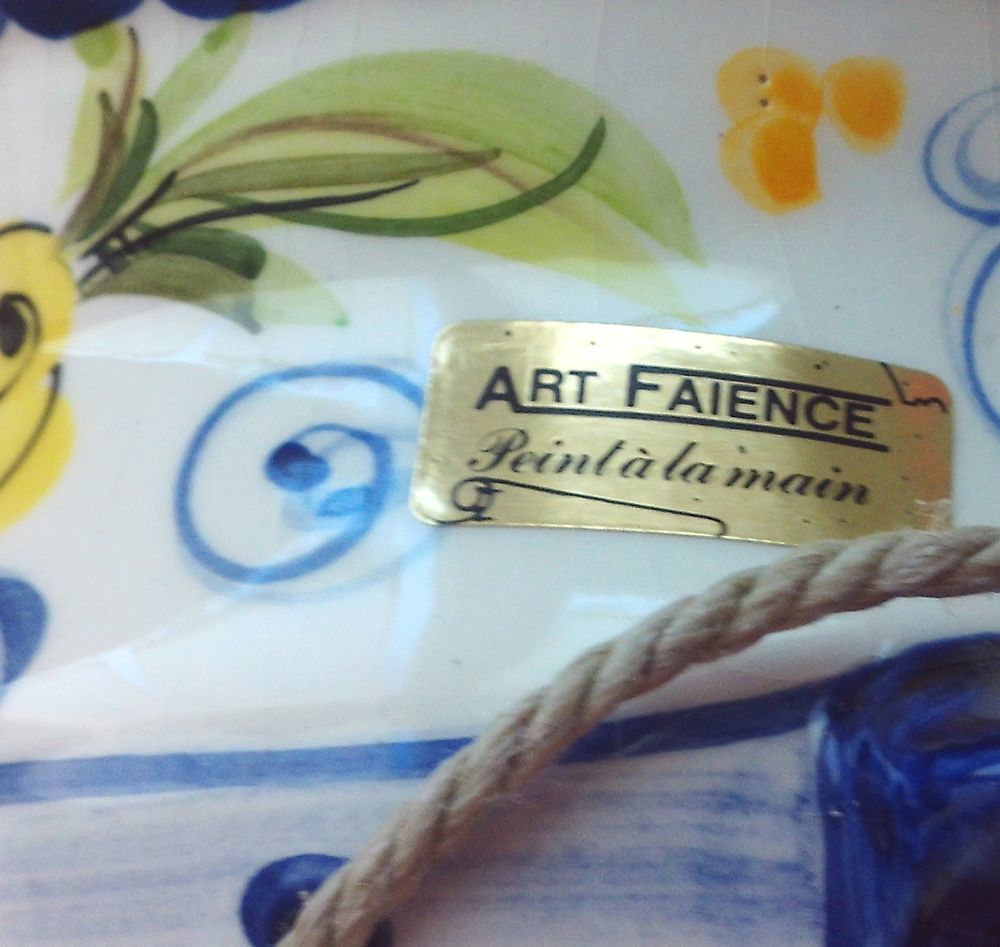 ART FAIENCE
Peint à la main